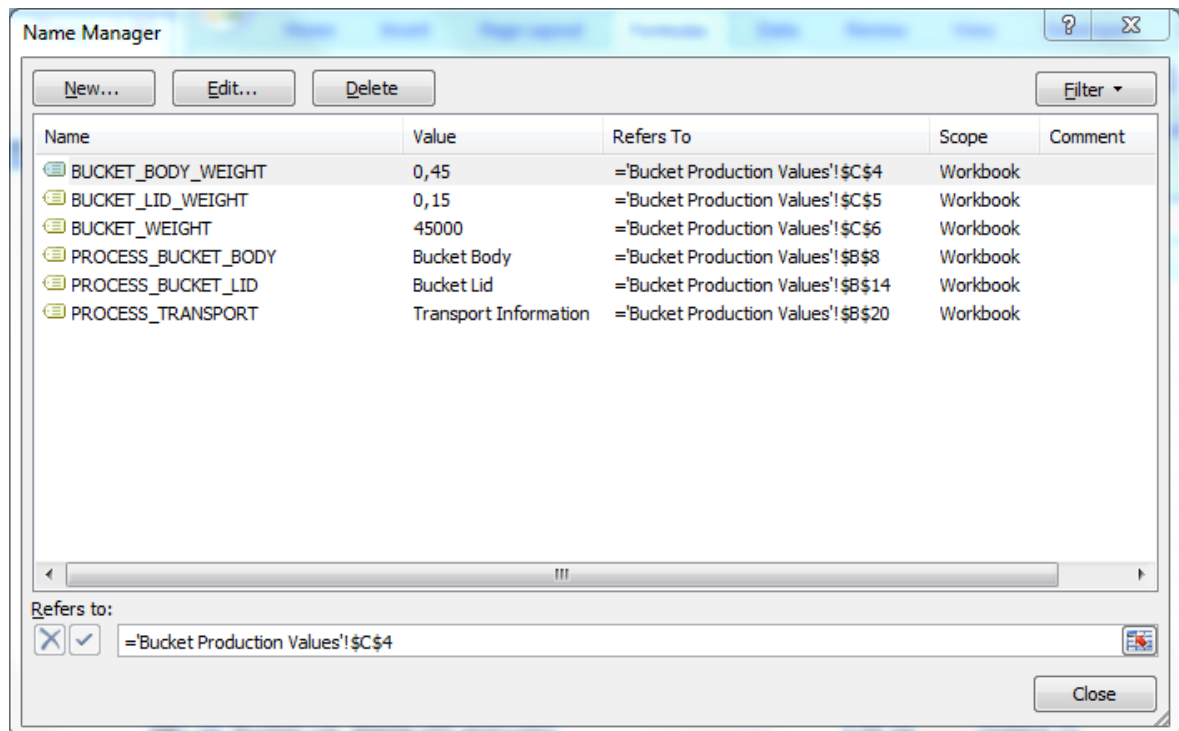 Name Manager
New... Edit... Delete Filter
Name Value Refers To Scope Comment
BUCKET_BODY_WEIGHT 0,45 ='Bucket Production Values'!$C$4 Workbook
BUCKET_LID_WEIGHT 0,15 ='Bucket Production Values'!$C$5 Workbook
BUCKET_WEIGHT 45000 ='Bucket Production Values'!$C$6 Workbook
PROCESS_BUCKET_BODY Bucket Body ='Bucket Production Values'!$B$8 Workbook
PROCESS_BUCKET_LID Bucket Lid ='Bucket Production Values'!$B$14 Workbook
PROCESS_TRANSPORT Transport Information ='Bucket Production Values'!$B$20 Workbook
Refers to:
='Bucket Production Values'!$C$4
Close